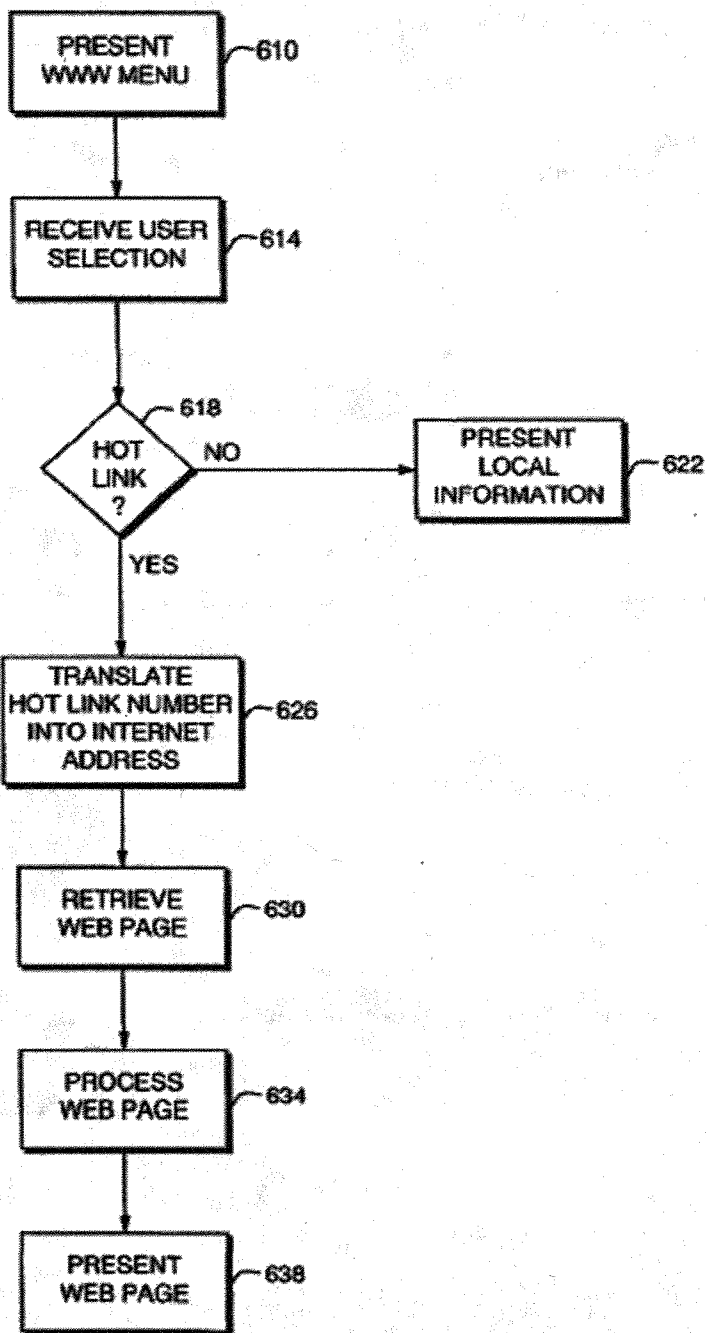 PRESENT
WWW MENU
610
RECEIVE USER
SELECTION
614
618
HOT
LINK
?
NO
PRESENT
LOCAL
INFORMATION
622
YES
TRANSLATE
HOT LINK NUMBER
INTO INTERNET
ADDRESS
626
RETRIEVE
WEB PAGE
630
PROCESS
WEB PAGE
634
PRESENT
WEB PAGE
638